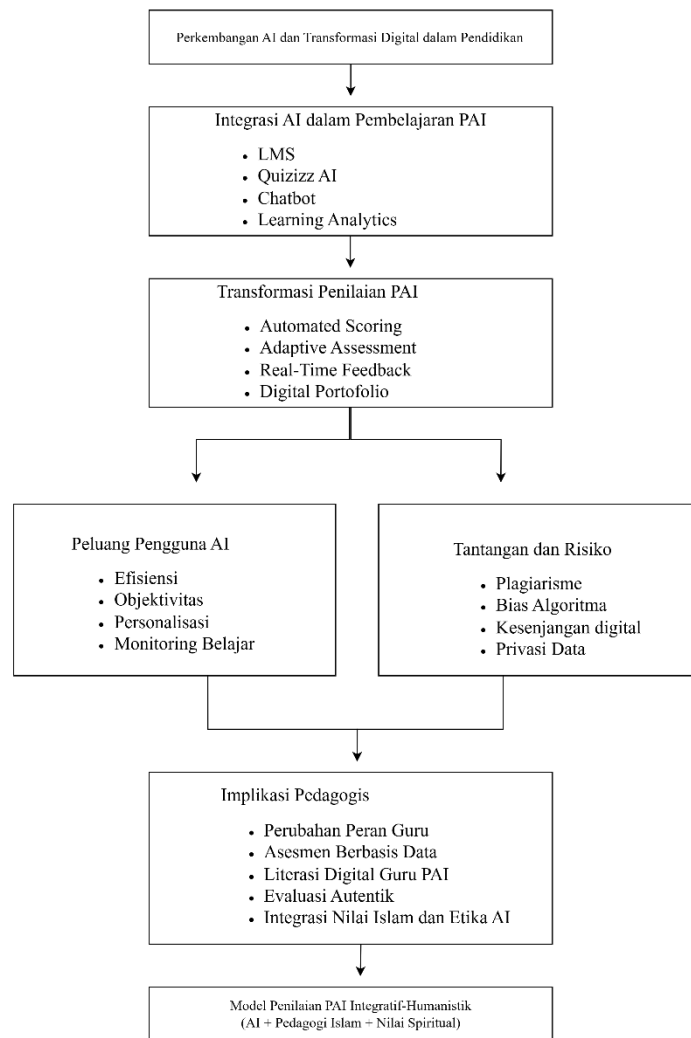 Perkembangan AI dan Transformasi Digital dalam Pendidikan
Integrasi AI dalam Pembelajaran PAI
• LMS
• Quizizz AI
• Chatbot
• Learning Analytics
Transformasi Penilaian PAI
• Automated Scoring
• Adaptive Assessment
• Real-Time Feedback
• Digital Portofolio
Peluang Pengguna AI
• Efisiensi
• Objektivitas
• Personalisasi
• Monitoring Belajar
Tantangan dan Risiko
• Plagiarisme
• Bias Algoritma
• Kesenjangan digital
• Privasi Data
Implikasi Pedagogis
• Perubahan Peran Guru
• Asesmen Berbasis Data
• Literasi Digital Guru PAI
• Evaluasi Autentik
• Integrasi Nilai Islam dan Etika AI
Model Penilaian PAI Integratif-Humanistik
(AI + Pedagogi Islam + Nilai Spiritual)